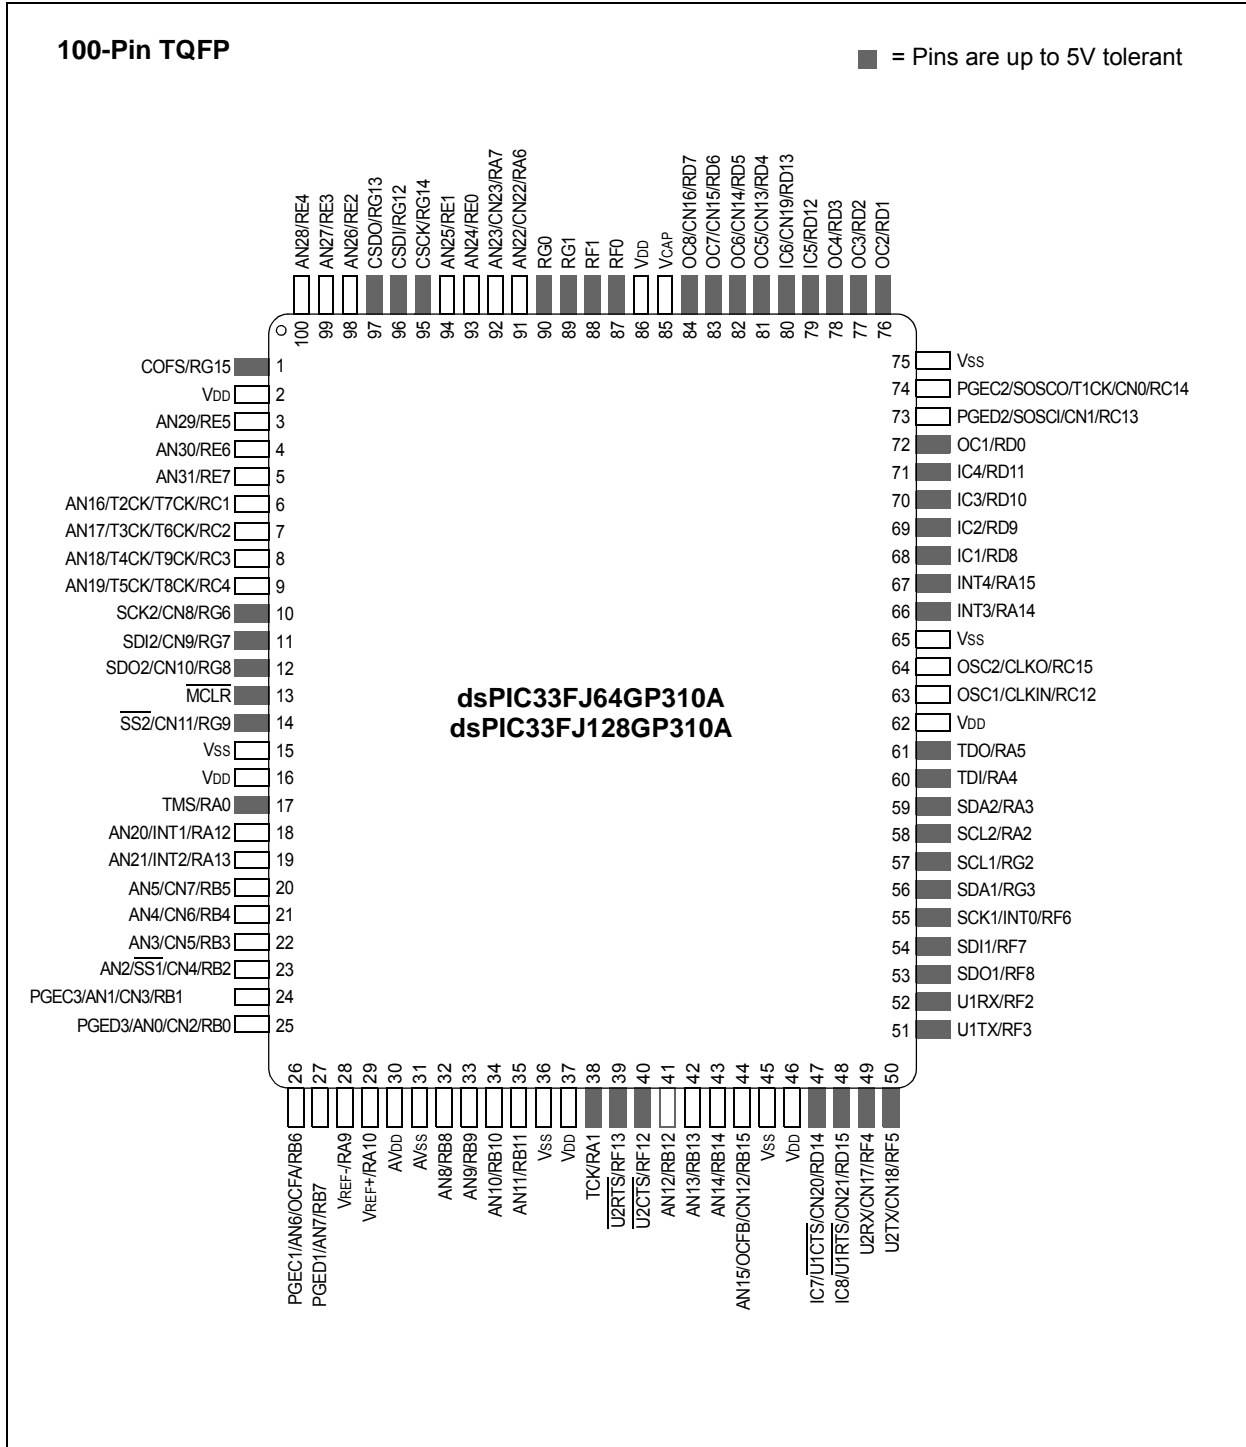 100-Pin TQFP
= Pins are up to 5V tolerant
AN28/RE4
AN27/RE3
AN26/RE2
CSDO/RG13
CSDI/RG12
CSCK/RG14
AN25/RE1
AN24/RE0
AN23/CN23/RA7
AN22/CN22/RA6
RG0
RG1
RF1
RF0
VDD
VCAP
OC8/CN16/RD7
OC7/CN15/RD6
OC6/CN14/RD5
OC5/CN13/RD4
IC6/CN19/RD13
IC5/RD12
OC4/RD3
OC3/RD2
OC2/RD1
100
99
98
97
96
95
94
93
92
91
90
89
88
87
86
85
84
83
82
81
80
79
78
77
76
COFS/RG15 1
VDD 2
AN29/RE5 3
AN30/RE6 4
AN31/RE7 5
AN16/T2CK/T7CK/RC1 6
AN17/T3CK/T6CK/RC2 7
AN18/T4CK/T9CK/RC3 8
AN19/T5CK/T8CK/RC4 9
SCK2/CN8/RG6 10
SDI2/CN9/RG7 11
SDO2/CN10/RG8 12
MCLR 13
SS2/CN11/RG9 14
VSS 15
VDD 16
TMS/RA0 17
AN20/INT1/RA12 18
AN21/INT2/RA13 19
AN5/CN7/RB5 20
AN4/CN6/RB4 21
AN3/CN5/RB3 22
AN2/SS1/CN4/RB2 23
PGEC3/AN1/CN3/RB1 24
PGED3/AN0/CN2/RB0 25
dsPIC33FJ64GP310A
dsPIC33FJ128GP310A
75 VSS
74 PGEC2/SOSCO/T1CK/CN0/RC14
73 PGED2/SOSCI/CN1/RC13
72 OC1/RD0
71 IC4/RD11
70 IC3/RD10
69 IC2/RD9
68 IC1/RD8
67 INT4/RA15
66 INT3/RA14
65 VSS
64 OSC2/CLKO/RC15
63 OSC1/CLKIN/RC12
62 VDD
61 TDO/RA5
60 TDI/RA4
59 SDA2/RA3
58 SCL2/RA2
57 SCL1/RG2
56 SDA1/RG3
55 SCK1/INT0/RF6
54 SDI1/RF7
53 SDO1/RF8
52 U1RX/RF2
51 U1TX/RF3
26
27
28
29
30
31
32
33
34
35
36
37
38
39
40
41
42
43
44
45
46
47
48
49
50
PGEC1/AN6/OCFA/RB6
PGED1/AN7/RB7
VREF-/RA9
VREF+/RA10
AVDD
AVSS
AN8/RB8
AN9/RB9
AN10/RB10
AN11/RB11
VSS
VDD
TCK/RA1
U2RTS/RF13
U2CTS/RF12
AN12/RB12
AN13/RB13
AN14/RB14
AN15/OCFB/CN12/RB15
VSS
VDD
IC7/U1CTS/CN20/RD14
IC8/U1RTS/CN21/RD15
U2RX/CN17/RF4
U2TX/CN18/RF5